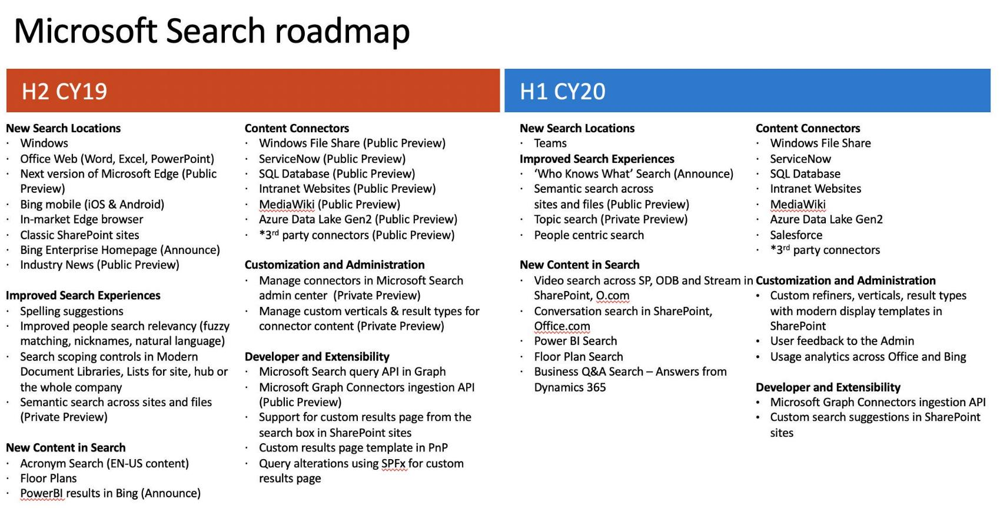 Microsoft Search roadmap
H2 CY19
New Search Locations
· Windows
· Office Web (Word, Excel, PowerPoint)
· Next version of Microsoft Edge (Public
Preview)
· Bing mobile (iOS & Android)
· In-market Edge browser
· Classic SharePoint sites
· Bing Enterprise Homepage (Announce)
· Industry News (Public Preview)
Improved Search Experiences
· Spelling suggestions
· Improved people search relevancy (fuzzy
matching, nicknames, natural language)
· Search scoping controls in Modern
Document Libraries, Lists for site, hub or
the whole company
· Semantic search across sites and files
(Private Preview)
New Content in Search
· Acronym Search (EN-US content)
· Floor Plans
· PowerBI results in Bing (Announce)
Content Connectors
· Windows File Share (Public Preview)
· ServiceNow (Public Preview)
· SQL Database (Public Preview)
· Intranet Websites (Public Preview)
· MediaWiki (Public Preview)
· Azure Data Lake Gen2 (Public Preview)
· *3rd party connectors (Public Preview)
Customization and Administration
· Manage connectors in Microsoft Search
admin center  (Private Preview)
· Manage custom verticals & result types for
connector content (Private Preview)
Developer and Extensibility
· Microsoft Search query API in Graph
· Microsoft Graph Connectors ingestion API
(Public Preview)
· Support for custom results page from the
search box in SharePoint sites
· Custom results page template in PnP
· Query alterations using SPFx for custom
results page
H1 CY20
New Search Locations
· Teams
Improved Search Experiences
· ‘Who Knows What’ Search (Announce)
· Semantic search across
sites and files (Public Preview)
· Topic search (Private Preview)
· People centric search
New Content in Search
· Video search across SP, ODB and Stream in
SharePoint, O.com
· Conversation search in SharePoint,
Office.com
· Power BI Search
· Floor Plan Search
· Business Q&A Search – Answers from
Dynamics 365
Content Connectors
· Windows File Share
· ServiceNow
· SQL Database
· Intranet Websites
· MediaWiki
· Azure Data Lake Gen2
· Salesforce
· *3rd party connectors
Customization and Administration
• Custom refiners, verticals, result types
with modern display templates in
SharePoint
• User feedback to the Admin
• Usage analytics across Office and Bing
Developer and Extensibility
• Microsoft Graph Connectors ingestion API
• Custom search suggestions in SharePoint
sites